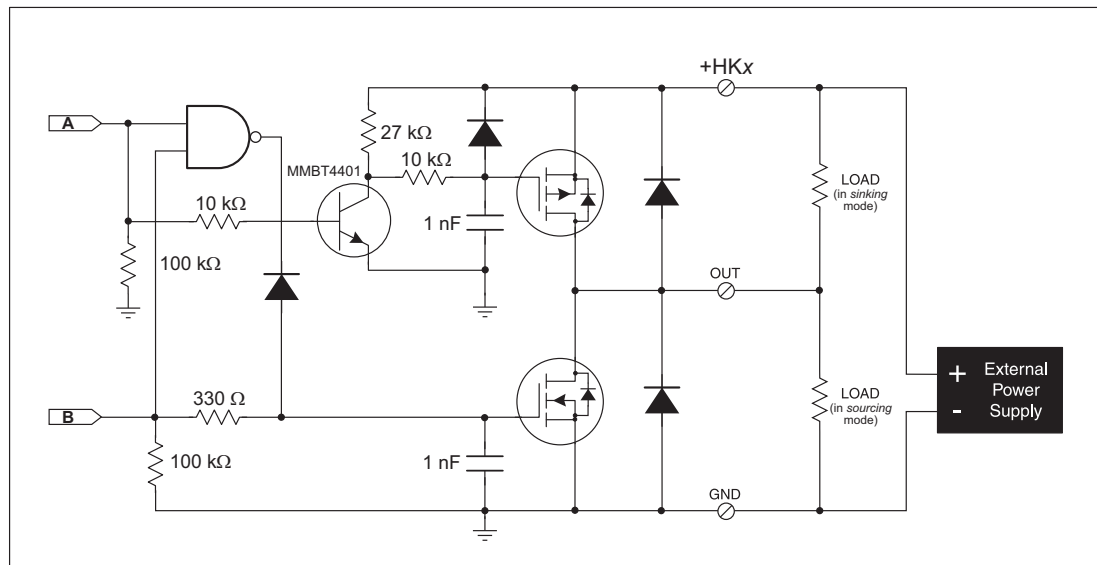 +HKx
A
27 kΩ
MMBT4401
10 kΩ
10 kΩ
1 nF
100 kΩ
LOAD
(in sinking
mode)
OUT
B
330 Ω
100 kΩ
1 nF
LOAD
(in sourcing
mode)
GND
+
-
External
Power
Supply